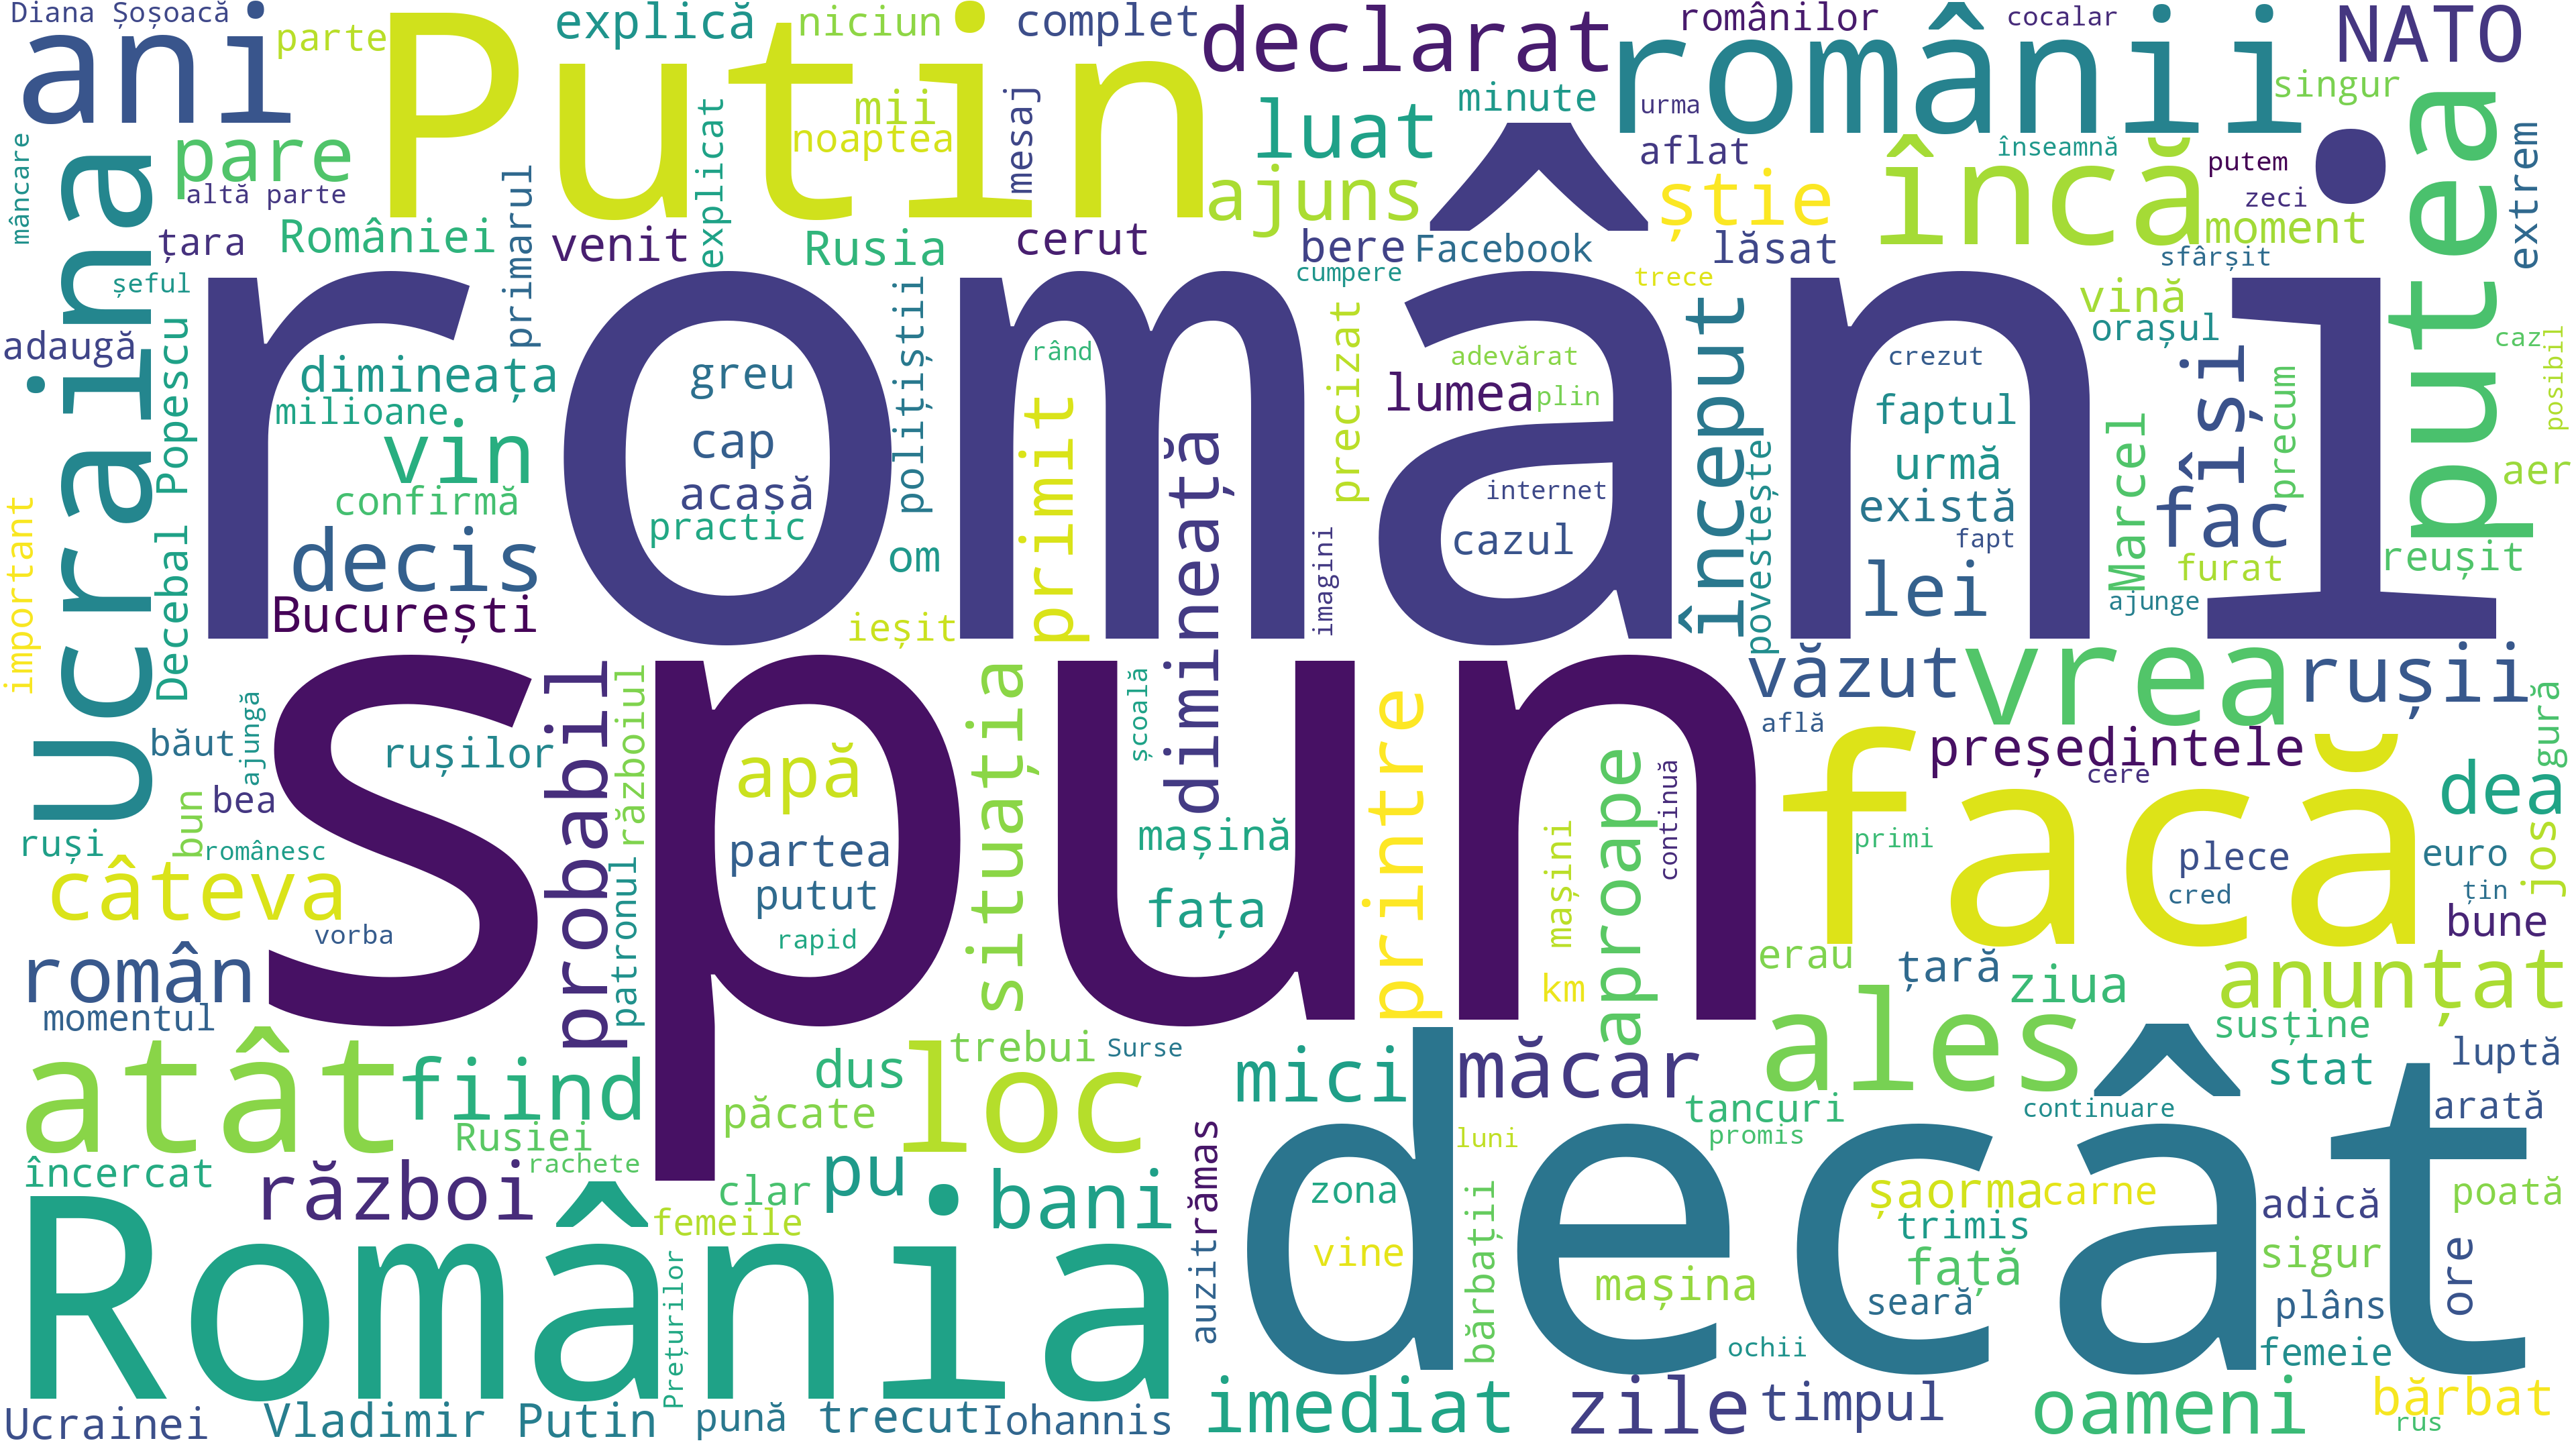 Diana Șoșoacă
ani
parte
Putin
explică
niciun
complet
declarat
românilor
cocalar
NATO
românii
singur
mii
noaptea
mesaj
explicat
luat
minute
urma
aflat
înseamnă
putem
zeci
încă
putea
extrem
mâncare
pare
altă parte
ajuns
știe
moment
țara
României
primarul
venit
Rusia
cerut
bere
Facebook
lăsat
sfârșit
șeful
cumpere
trece
Ucraina
români
vină
orașul
adaugă
Decebal Popescu
dimineața
milioane
vin
confirmă
decis
București
greu
cap
acasă
practic
polițiștii
om
ieșit
rând
primit
dimineață
imagini
precizat
adevărat
lumea
plin
internet
cazul
început
povestește
crezut
faptul
urmă
există
fapt
lei
Marcel
își
precum
fac
furat
ajunge
caz
posibil
aer
reușit
important
spun
văzut
vrea
rușii
află
președintele
cere
gură
dea
facă
băut
ajungă
rușilor
probabil
războiul
apă
situația
școală
printre
aproape
continuă
bea
bun
ruși
românesc
partea
putut
rapid
mașină
fața
mașini
primi
plece
cred
euro
țin
jos
bune
câteva
vorba
patronul
km
erau
țară
ziua
anunțat
român
momentul
atât
fiind
dus
trebui
Surse
loc
mici
măcar
ales
susține
stat
luptă
păcate
Rusiei
rachete
tancuri
promis
continuare
arată
decât
încercat
război
clar
pu
bani
femeile
rămas
auzit
luni
zona
vine
bărbații
șaorma
carne
trimis
față
seară
mașina
ochii
adică
poată
sigur
ore
plâns
femeie
România
Prețurilor
Ucrainei
Vladimir Putin
pună
trecut
Iohannis
imediat
zile
timpul
oameni
bărbat
rus